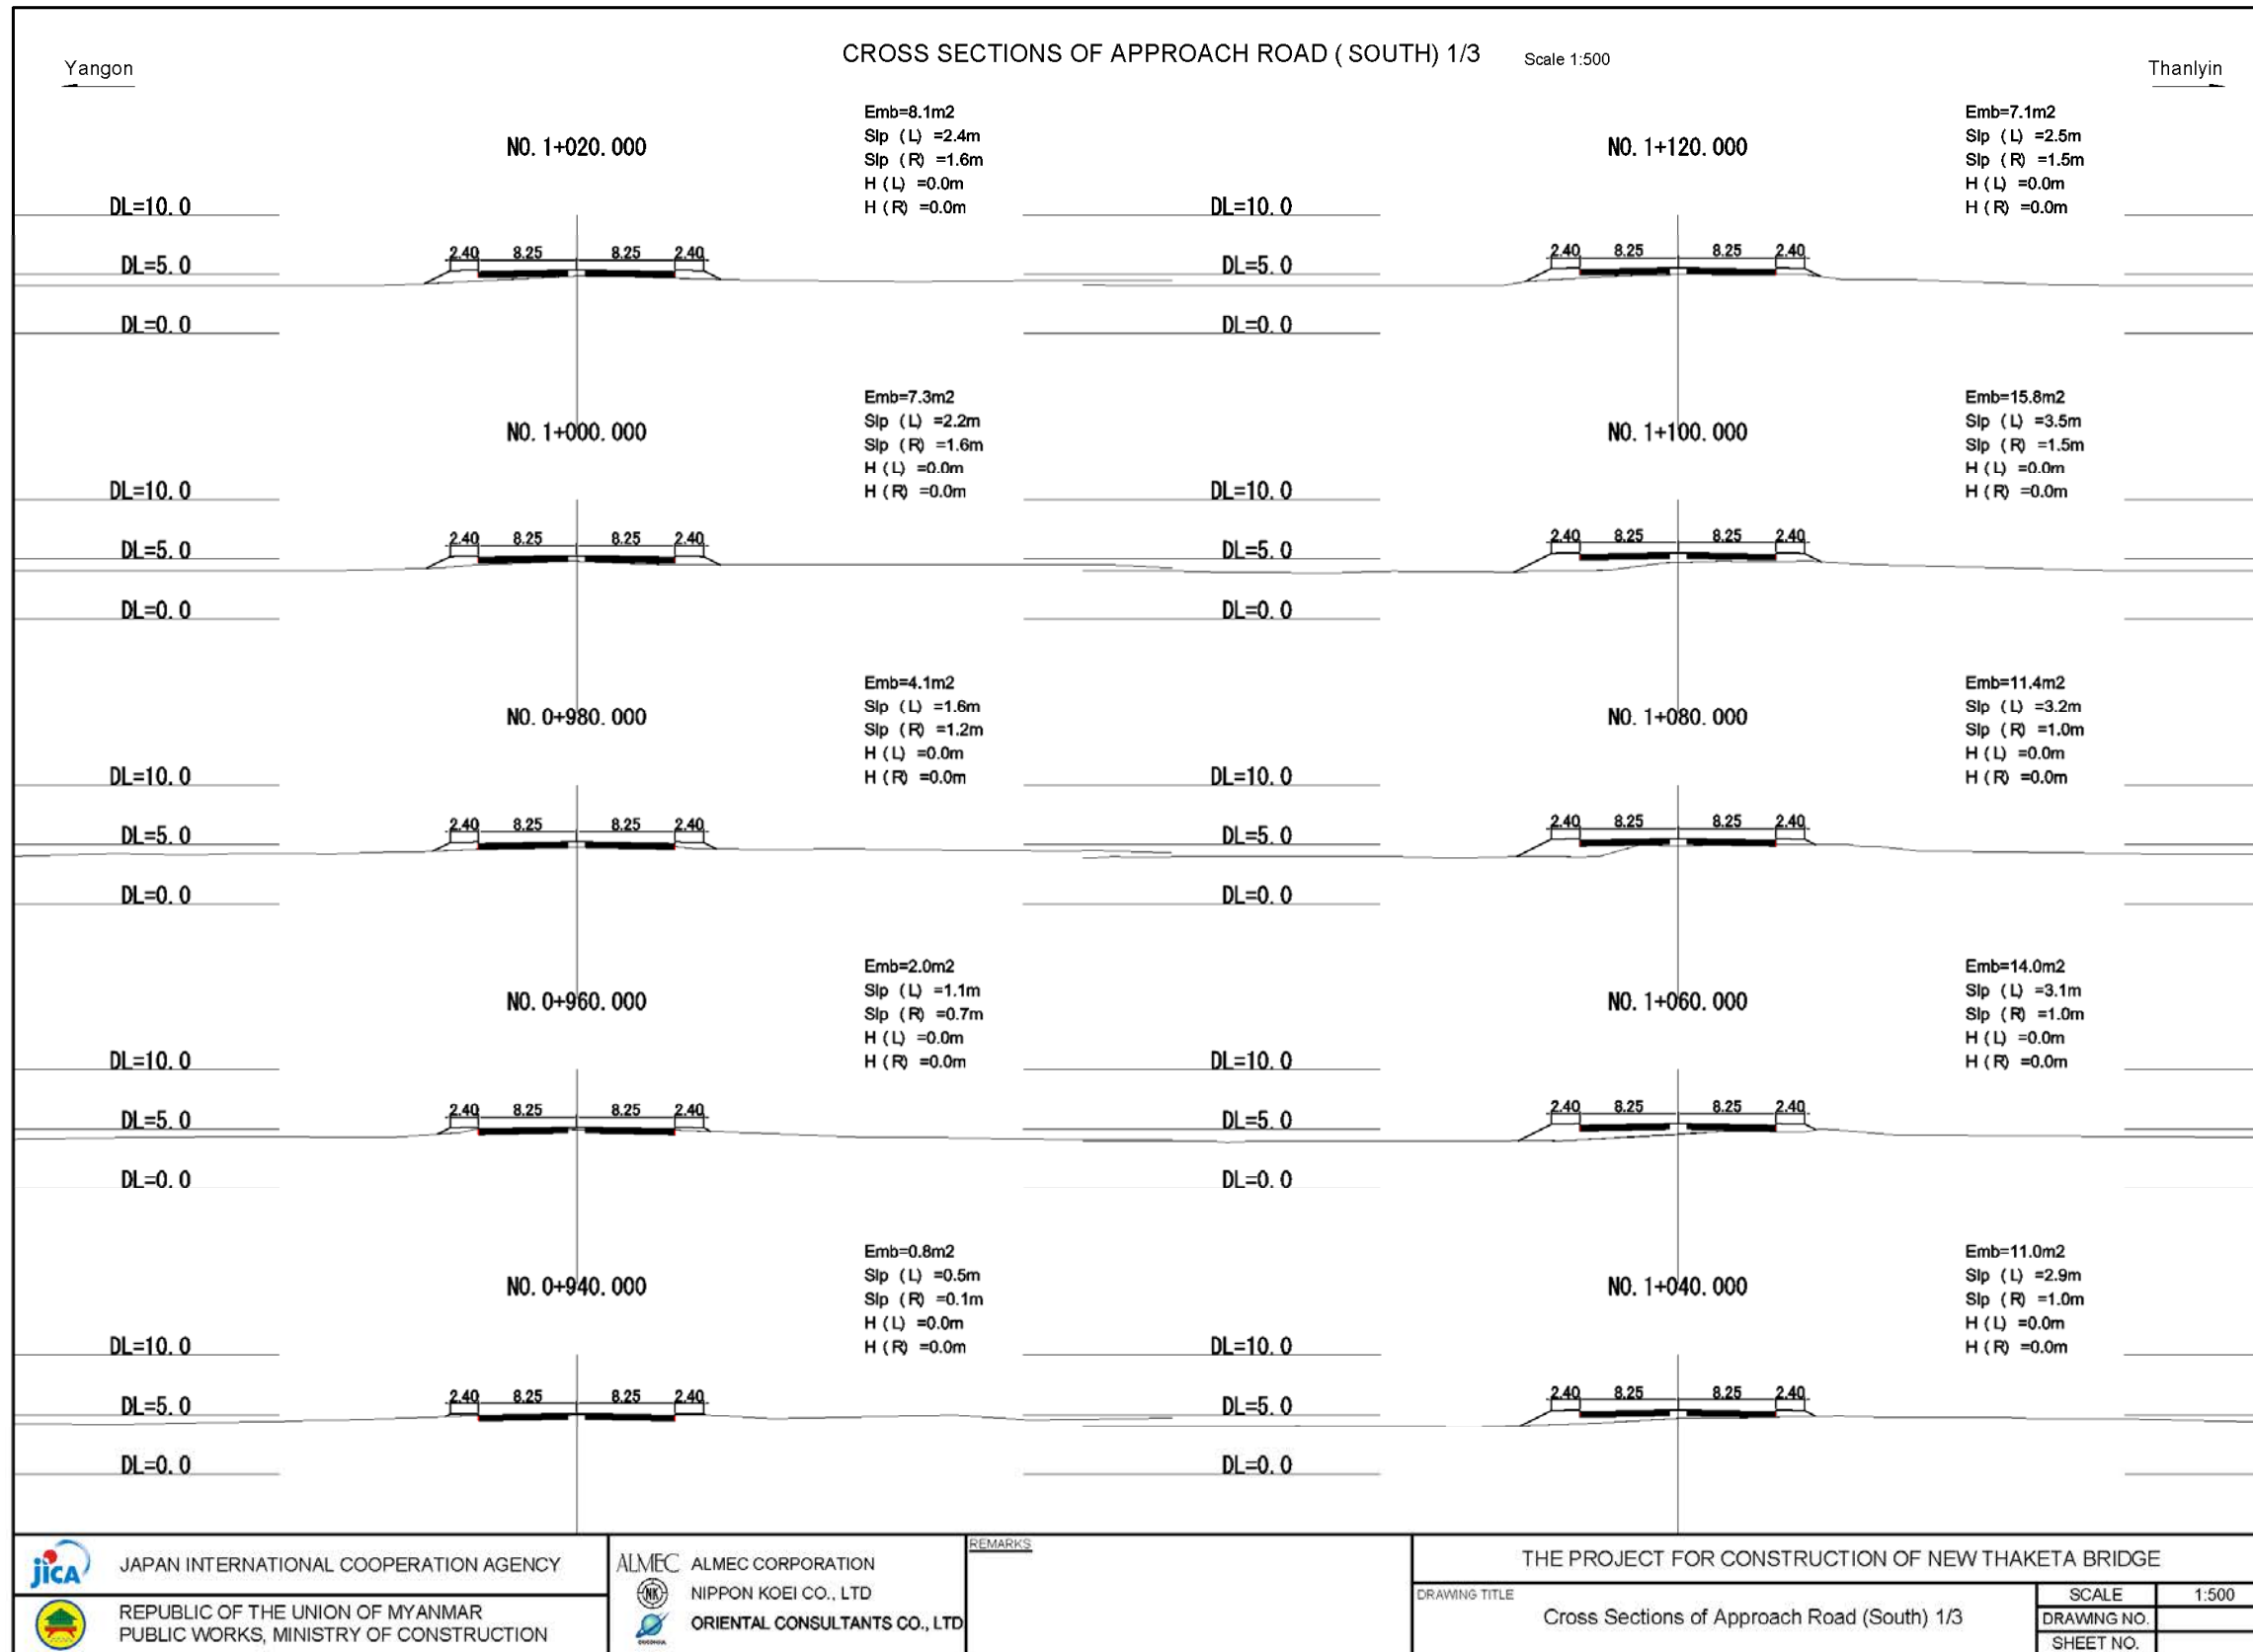 CROSS SECTIONS OF APPROACH ROAD ( SOUTH) 1/3 Scale 1:500
Yangon
Thanlyin
NO. 1+020.000
Emb=8.1m2
Slp (L) =2.4m
Slp (R) =1.6m
H (L) =0.0m
H (R) =0.0m
DL=10.0
DL=5.0
DL=0.0
2.40 8.25 8.25 2.40
NO. 1+120.000
Emb=7.1m2
Slp (L) =2.5m
Slp (R) =1.5m
H (L) =0.0m
H (R) =0.0m
DL=10.0
DL=5.0
DL=0.0
2.40 8.25 8.25 2.40
NO. 1+000.000
Emb=7.3m2
Slp (L) =2.2m
Slp (R) =1.6m
H (L) =0.0m
H (R) =0.0m
DL=10.0
DL=5.0
DL=0.0
2.40 8.25 8.25 2.40
NO. 1+100.000
Emb=15.8m2
Slp (L) =3.5m
Slp (R) =1.5m
H (L) =0.0m
H (R) =0.0m
DL=10.0
DL=5.0
DL=0.0
2.40 8.25 8.25 2.40
NO. 0+980.000
Emb=4.1m2
Slp (L) =1.6m
Slp (R) =1.2m
H (L) =0.0m
H (R) =0.0m
DL=10.0
DL=5.0
DL=0.0
2.40 8.25 8.25 2.40
NO. 1+080.000
Emb=11.4m2
Slp (L) =3.2m
Slp (R) =1.0m
H (L) =0.0m
H (R) =0.0m
DL=10.0
DL=5.0
DL=0.0
2.40 8.25 8.25 2.40
NO. 0+960.000
Emb=2.0m2
Slp (L) =1.1m
Slp (R) =0.7m
H (L) =0.0m
H (R) =0.0m
DL=10.0
DL=5.0
DL=0.0
2.40 8.25 8.25 2.40
NO. 1+060.000
Emb=14.0m2
Slp (L) =3.1m
Slp (R) =1.0m
H (L) =0.0m
H (R) =0.0m
DL=10.0
DL=5.0
DL=0.0
2.40 8.25 8.25 2.40
NO. 0+940.000
Emb=0.8m2
Slp (L) =0.5m
Slp (R) =0.1m
H (L) =0.0m
H (R) =0.0m
DL=10.0
DL=5.0
DL=0.0
2.40 8.25 8.25 2.40
NO. 1+040.000
Emb=11.0m2
Slp (L) =2.9m
Slp (R) =1.0m
H (L) =0.0m
H (R) =0.0m
DL=10.0
DL=5.0
DL=0.0
2.40 8.25 8.25 2.40
jICA JAPAN INTERNATIONAL COOPERATION AGENCY
REPUBLIC OF THE UNION OF MYANMAR
PUBLIC WORKS, MINISTRY OF CONSTRUCTION
ALMEC ALMEC CORPORATION
NK NIPPON KOEI CO., LTD
ORIENTAL CONSULTANTS CO., LTD
REMARKS
THE PROJECT FOR CONSTRUCTION OF NEW THAKETA BRIDGE
DRAWING TITLE
Cross Sections of Approach Road (South) 1/3
SCALE 1:500
DRAWING NO.
SHEET NO.